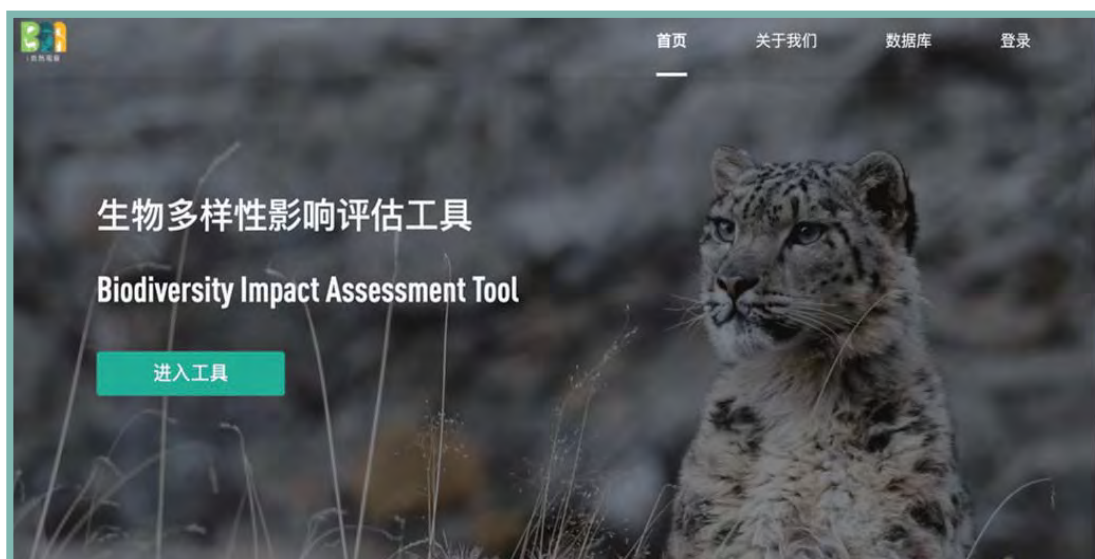 首页 关于我们 数据库 登录
生物多样性影响评估工具
Biodiversity Impact Assessment Tool
进入工具